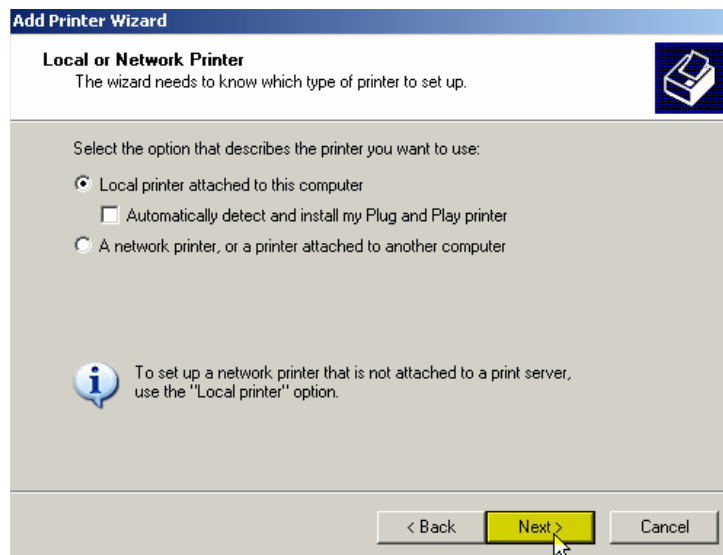 Add Printer Wizard
Local or Network Printer
The wizard needs to know which type of printer to set up.
Select the option that describes the printer you want to use:
Local printer attached to this computer
Automatically detect and install my Plug and Play printer
A network printer, or a printer attached to another computer
To set up a network printer that is not attached to a print server,
use the "Local printer" option.
< Back Next > Cancel